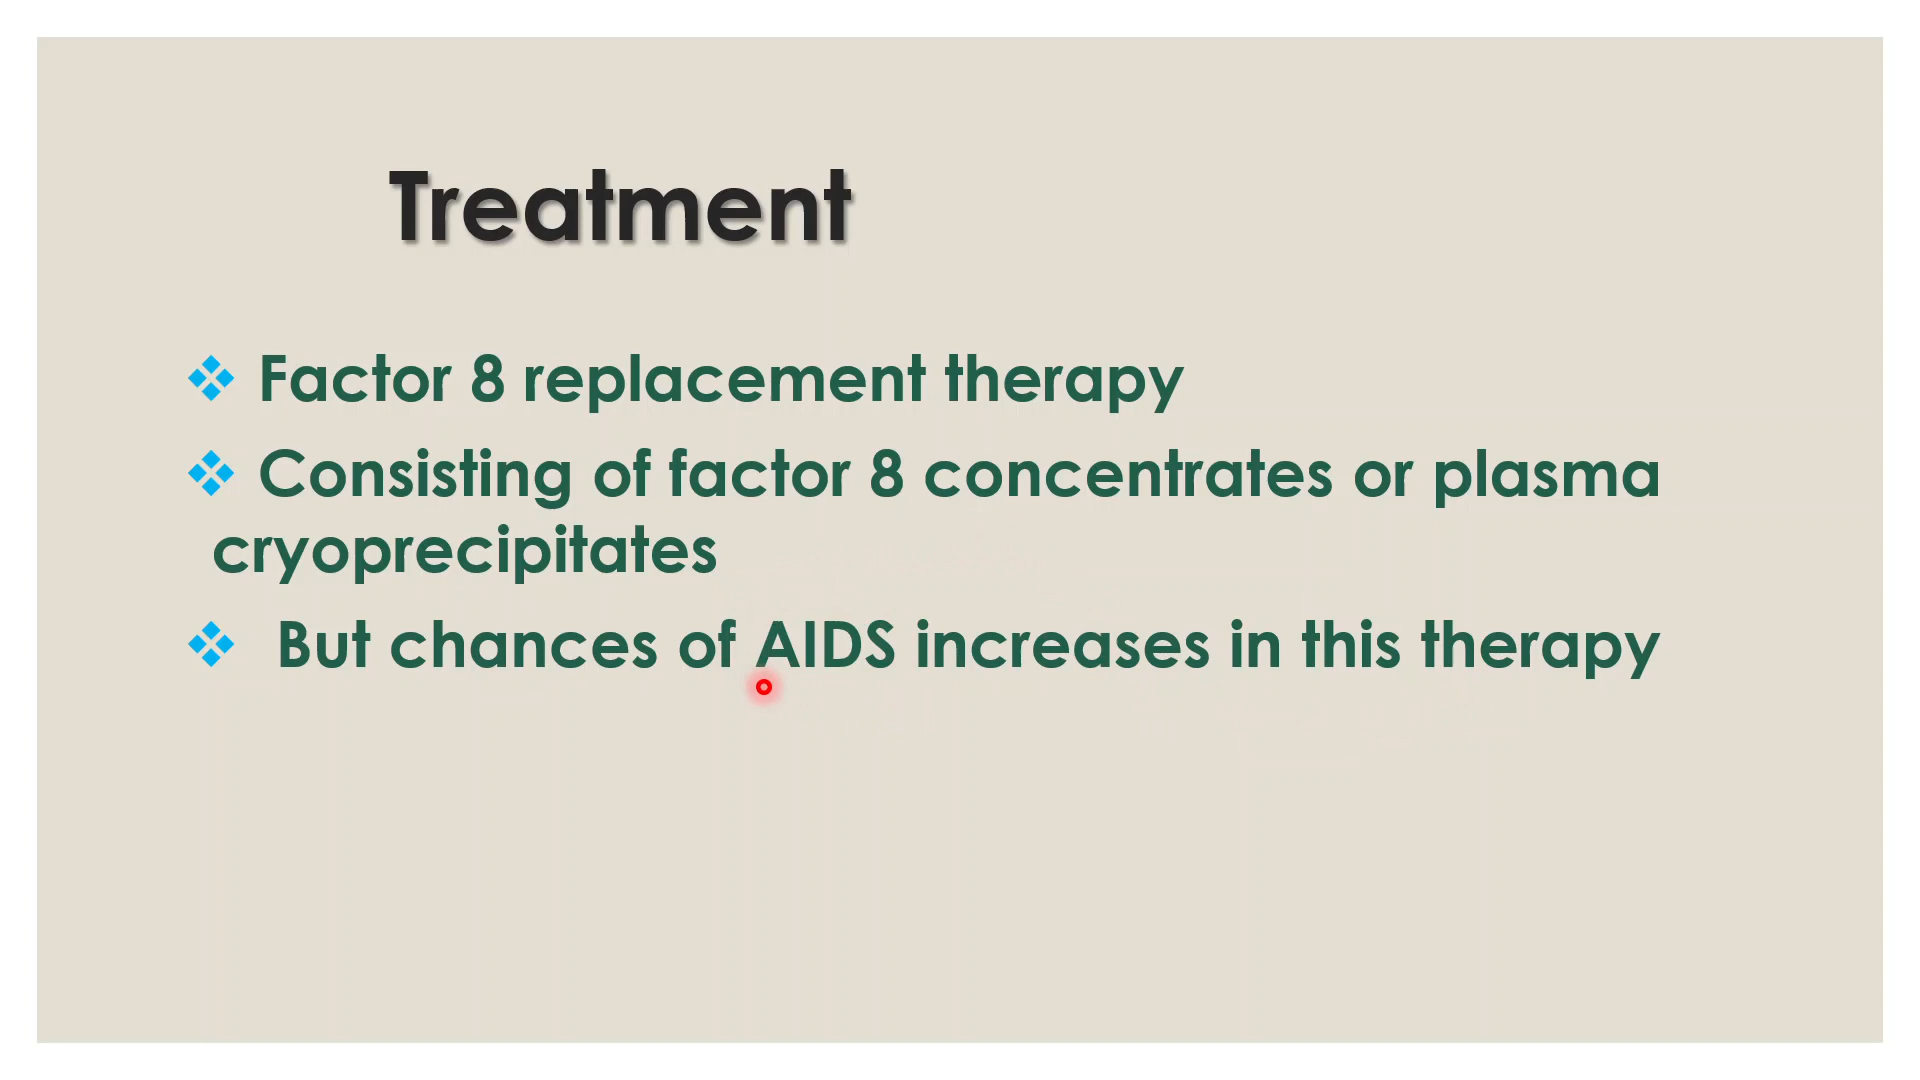 Treatment
Factor 8 replacement therapy
Consisting of factor 8 concentrates or plasma
cryoprecipitates
But chances of AIDS increases in this therapy